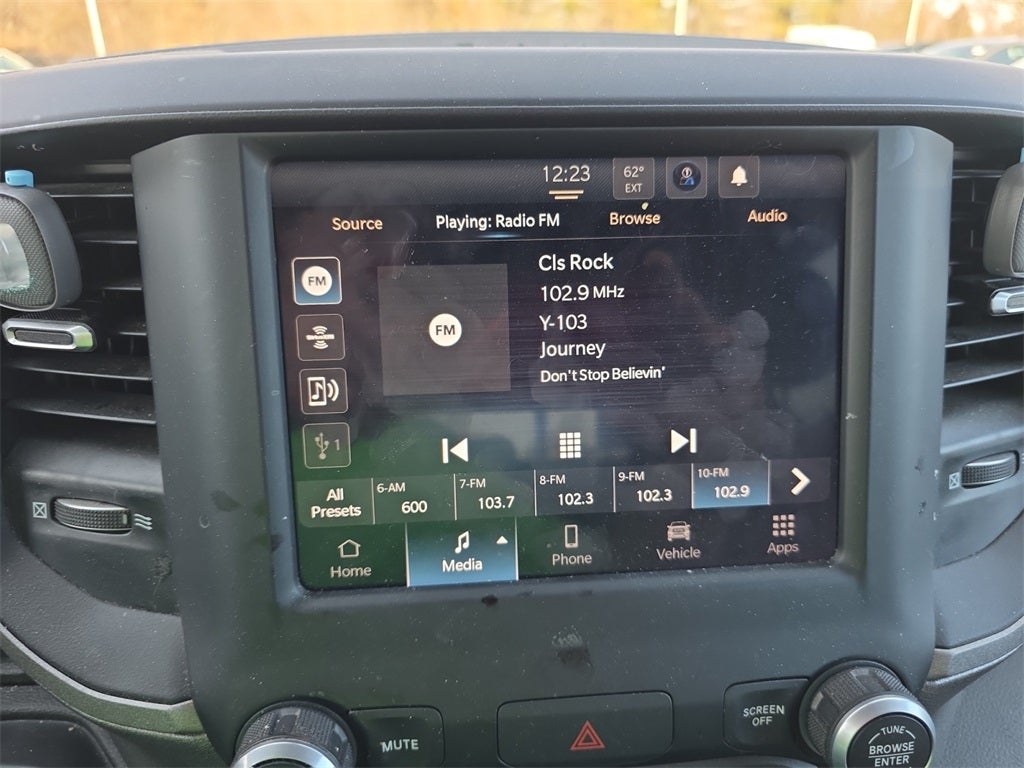 12:23
62°
EXT
Source
Playing: Radio FM
Browse
Audio
FM
FM
Cls Rock
102.9 MHz
Y-103
Journey
Don't Stop Believin'
1
All
Presets
6-AM
600
7-FM
103.7
8-FM
102.3
9-FM
102.3
10-FM
102.9
Home
Media
Phone
Vehicle
Apps
MUTE
SCREEN
OFF
TUNE
BROWSE
ENTER